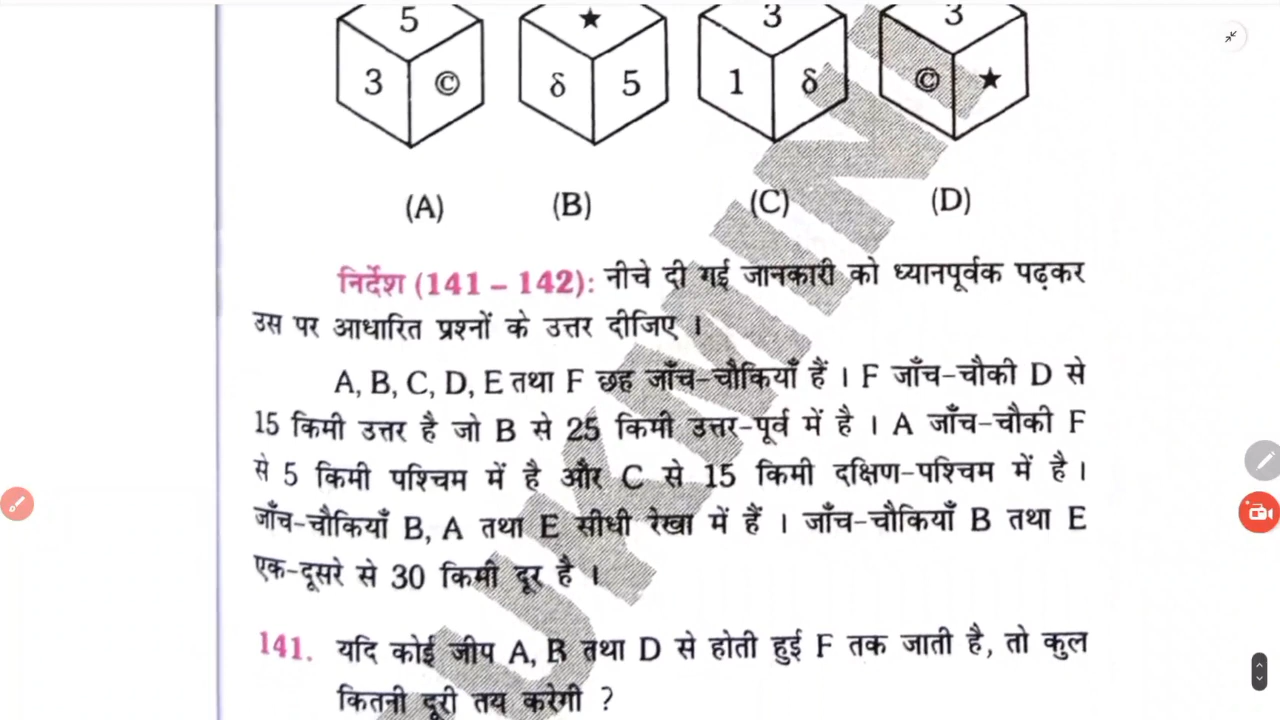 5 ★ 3 3
3 © δ 5 1 δ © ★
(A) (B) (C) (D)
निर्देश (141 – 142): नीचे दी गई जानकारी को ध्यानपूर्वक पढ़कर
उस पर आधारित प्रश्नों के उत्तर दीजिए ।
A, B, C, D, E तथा F छह जाँच-चौकियाँ हैं । F जाँच-चौकी D से
15 किमी उत्तर है जो B से 25 किमी उत्तर-पूर्व में है । A जाँच-चौकी F
से 5 किमी पश्चिम में है और C से 15 किमी दक्षिण-पश्चिम में है ।
जाँच-चौकियाँ B, A तथा E सीधी रेखा में हैं । जाँच-चौकियाँ B तथा E
एक-दूसरे से 30 किमी दूर है ।
141. यदि कोई जीप A, B तथा D से होती हुई F तक जाती है, तो कुल
कितनी दूरी तय करेगी ?